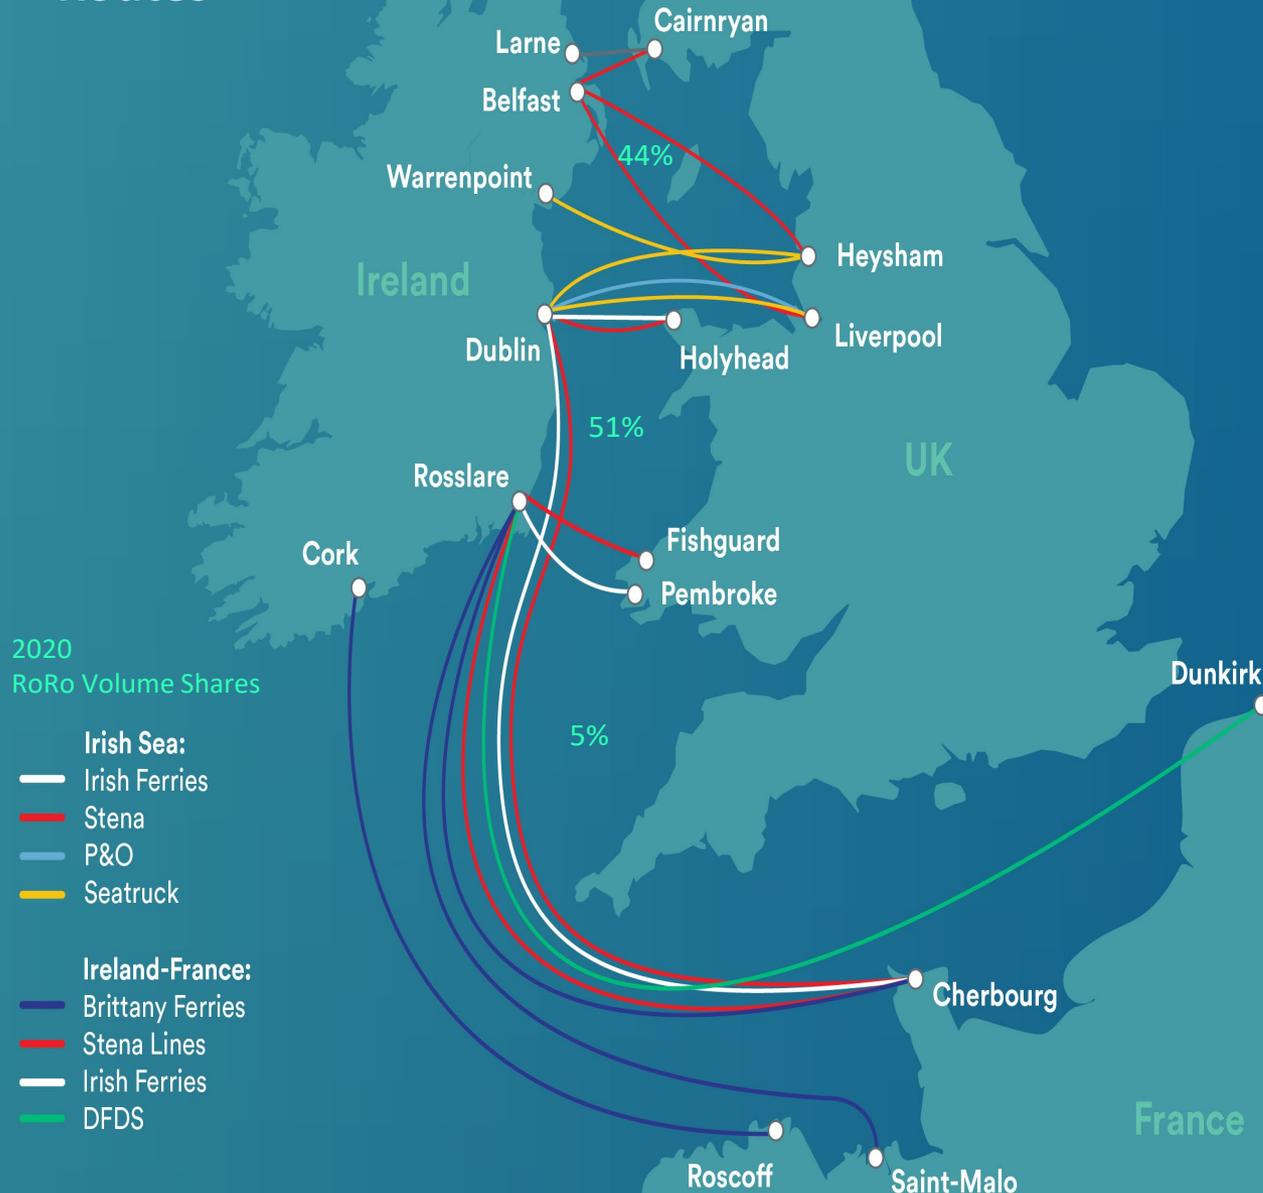 Cairnryan
Larne
Belfast
44%
Warrenpoint
Heysham
Ireland
Liverpool
Dublin
Holyhead
51%
UK
Rosslare
Fishguard
Cork
Pembroke
2020
RoRo Volume Shares
Dunkirk
5%
Irish Sea:
Irish Ferries
Stena
P&O
Seatruck
Ireland-France:
Brittany Ferries
Stena Lines
Irish Ferries
DFDS
Cherbourg
France
Roscoff
Saint-Malo